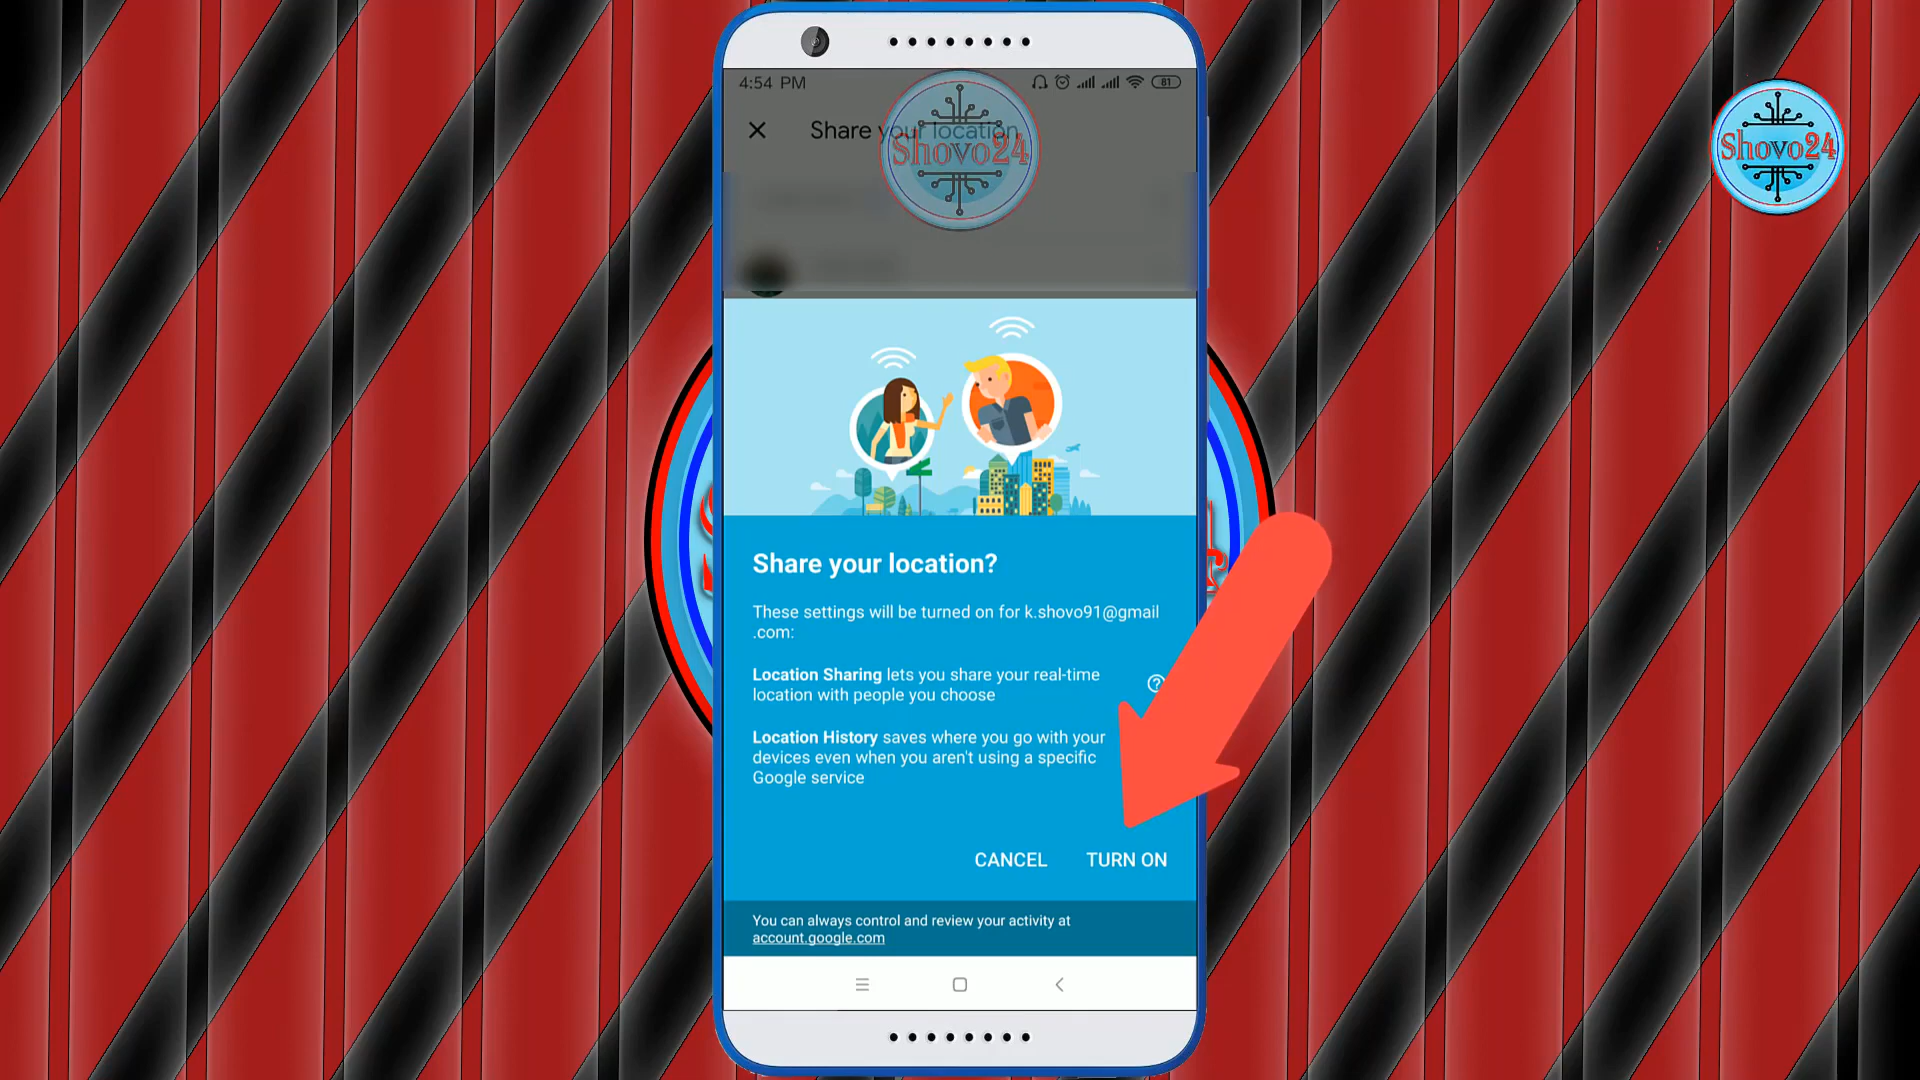 4:54 PM
81
Share your location
Shovo24
Shovo24
Share your location?
These settings will be turned on for k.shovo91@gmail
.com:
Location Sharing lets you share your real-time
location with people you choose
Location History saves where you go with your
devices even when you aren't using a specific
Google service
CANCEL TURN ON
You can always control and review your activity at
account.google.com